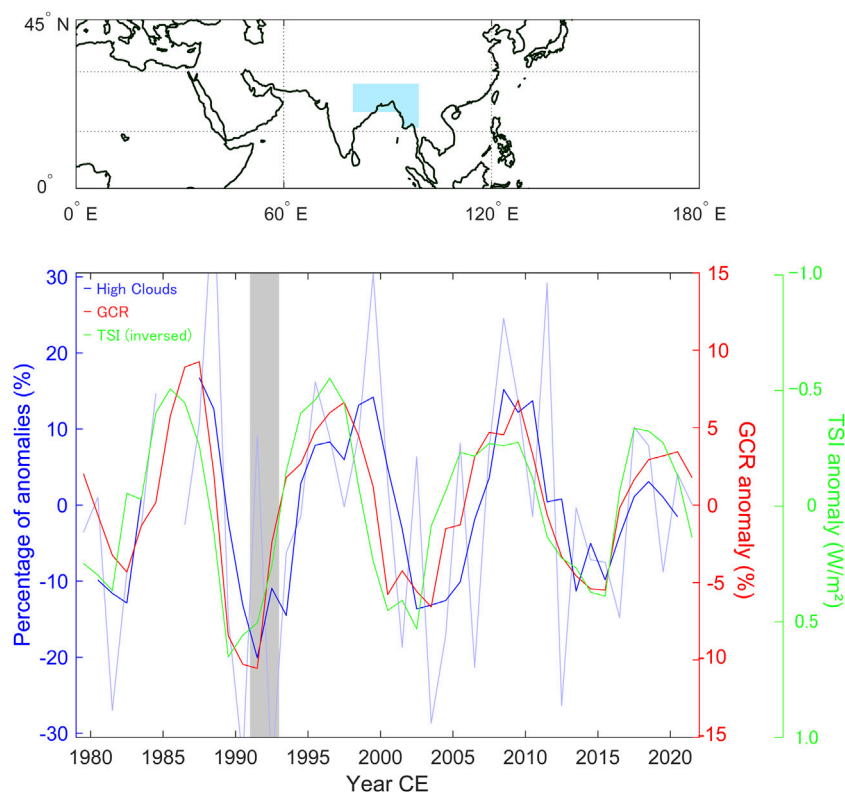 45° N
0°
0° E
60° E
120° E
180° E
30
20
10
0
-10
-20
-30
Percentage of anomalies (%)
High Clouds
GCR
TSI (inversed)
15
10
5
0
-5
-10
-15
GCR anomaly (%)
-1.0
-0.5
0
0.5
1.0
TSI anomaly (W/m²)
1980
1985
1990
1995
2000
2005
2010
2015
2020
Year CE